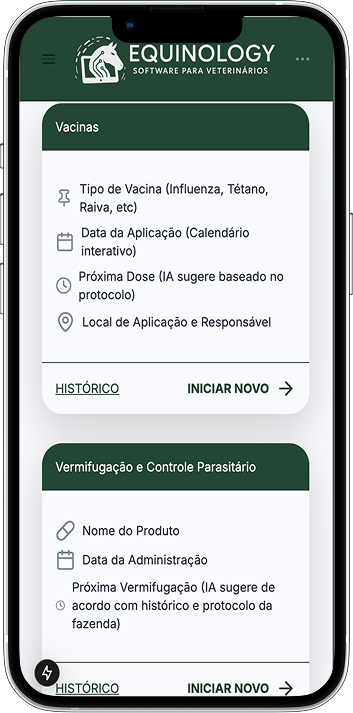 EQUINOLOGY
SOFTWARE PARA VETERINÁRIOS
Vacinas
Tipo de Vacina (Influenza, Tétano,
Raiva, etc)
Data da Aplicação (Calendário
interativo)
Próxima Dose (IA sugere baseado no
protocolo)
Local de Aplicação e Responsável
HISTÓRICO INICIAR NOVO
Vermifugação e Controle Parasitário
Nome do Produto
Data da Administração
Próxima Vermifugação (IA sugere de
acordo com histórico e protocolo da
fazenda)
HISTÓRICO INICIAR NOVO